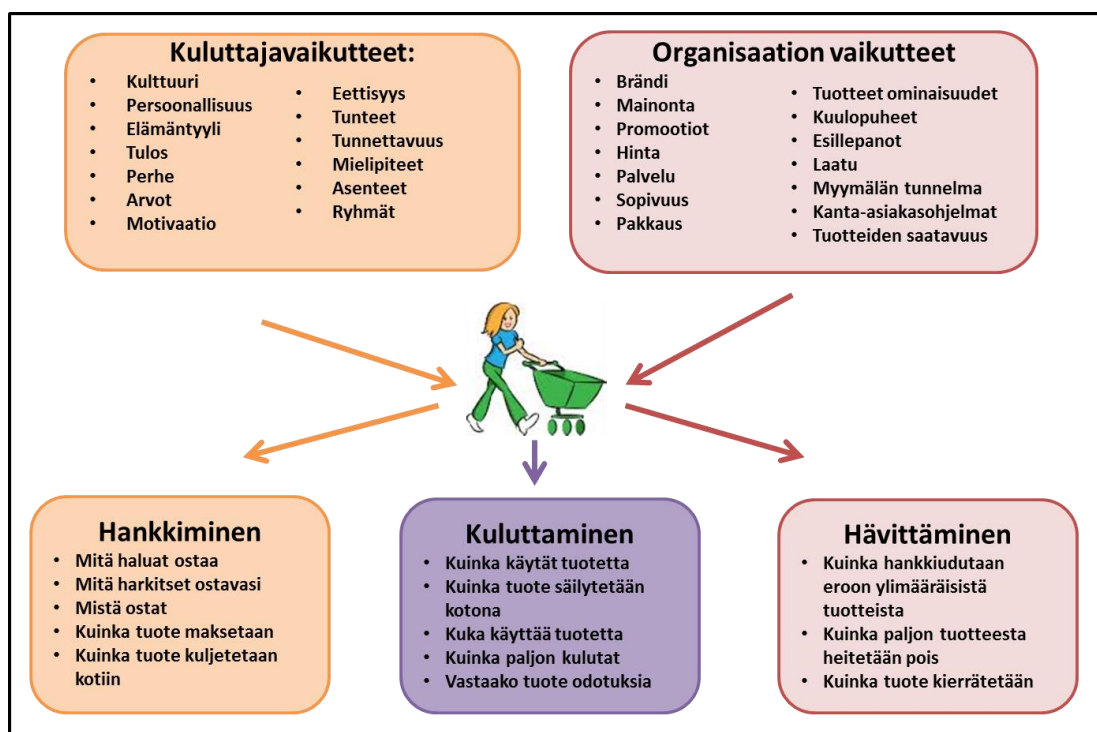 Kuluttajavaikutteet:
• Kulttuuri
• Persoonallisuus
• Elämäntyyli
• Tulos
• Perhe
• Arvot
• Motivaatio
• Eettisyys
• Tunteet
• Tunnettavuus
• Mielipiteet
• Asenteet
• Ryhmät
Organisaation vaikutteet
• Brändi
• Mainonta
• Promootiot
• Hinta
• Palvelu
• Sopivuus
• Pakkaus
• Tuotteet ominaisuudet
• Kuulopuheet
• Esillepanot
• Laatu
• Myymälän tunnelma
• Kanta-asiakasohjelmat
• Tuotteiden saatavuus
Hankkiminen
• Mitä haluat ostaa
• Mitä harkitset ostavasi
• Mistä ostat
• Kuinka tuote maksetaan
• Kuinka tuote kuljetetaan
kotiin
Kuluttaminen
• Kuinka käytät tuotetta
• Kuinka tuote säilytetään
kotona
• Kuka käyttää tuotetta
• Kuinka paljon kulutat
• Vastaako tuote odotuksia
Hävittäminen
• Kuinka hankkiudutaan
eroon ylimääräisistä
tuotteista
• Kuinka paljon tuotteesta
heitetään pois
• Kuinka tuote kierrätetään